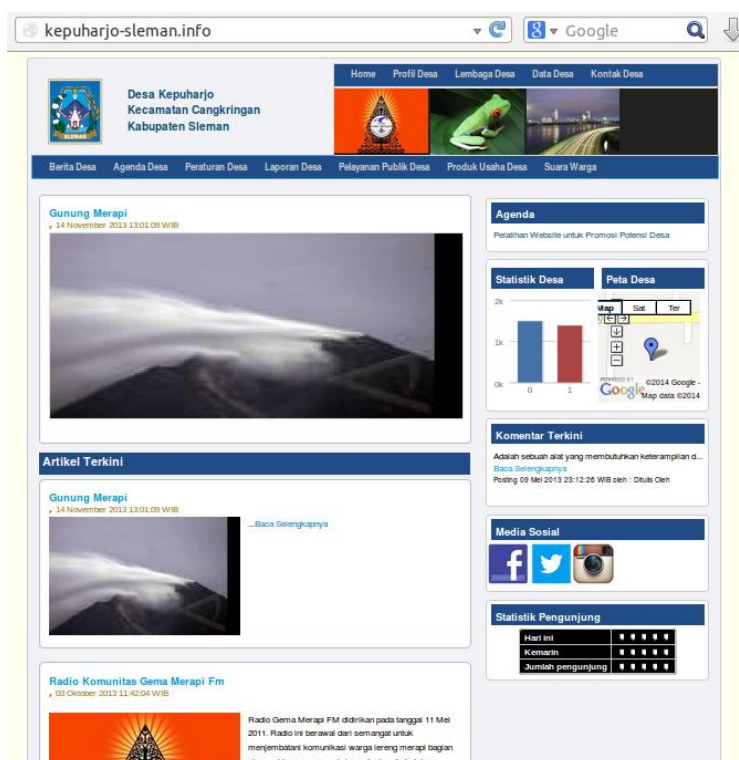 kepuharjo-sleman.info
Google
Desa Kepuharjo
Kecamatan Cangkringan
Kabupaten Sleman
SLEMAN
Home Profil Desa Lembaga Desa Data Desa Kontak Desa
Berita Desa Agenda Desa Peraturan Desa Laporan Desa Pelayanan Publik Desa Produk Usaha Desa Suara Warga
Gunung Merapi
, 14 November 2013 13:01:09 WIB
Artikel Terkini
Gunung Merapi
, 14 November 2013 13:01:09 WIB
...Baca Selengkapnya
Radio Komunitas Gema Merapi Fm
, 03 Oktober 2013 11:42:04 WIB
Radio Gema Merapi FM didirikan pada tanggal 11 Mei
2011. Radio ini berawal dari semangat untuk
menjembatani komunikasi warga lereng merapi bagian
Agenda
Pelatihan Website untuk Promosi Potensi Desa
Statistik Desa
2k
1k
0k
0 1
Peta Desa
Map Sat Ter
POWERED BY
Google
©2014 Google -
Map data ©2014
Komentar Terkini
Adalah sebuah alat yang membutuhkan keterampilan d...
Baca Selengkapnya
Posting 09 Mei 2013 23:12:26 WIB oleh : Ditulis Oleh
Media Sosial
Statistik Pengunjung
Hari ini
Kemarin
Jumlah pengunjung